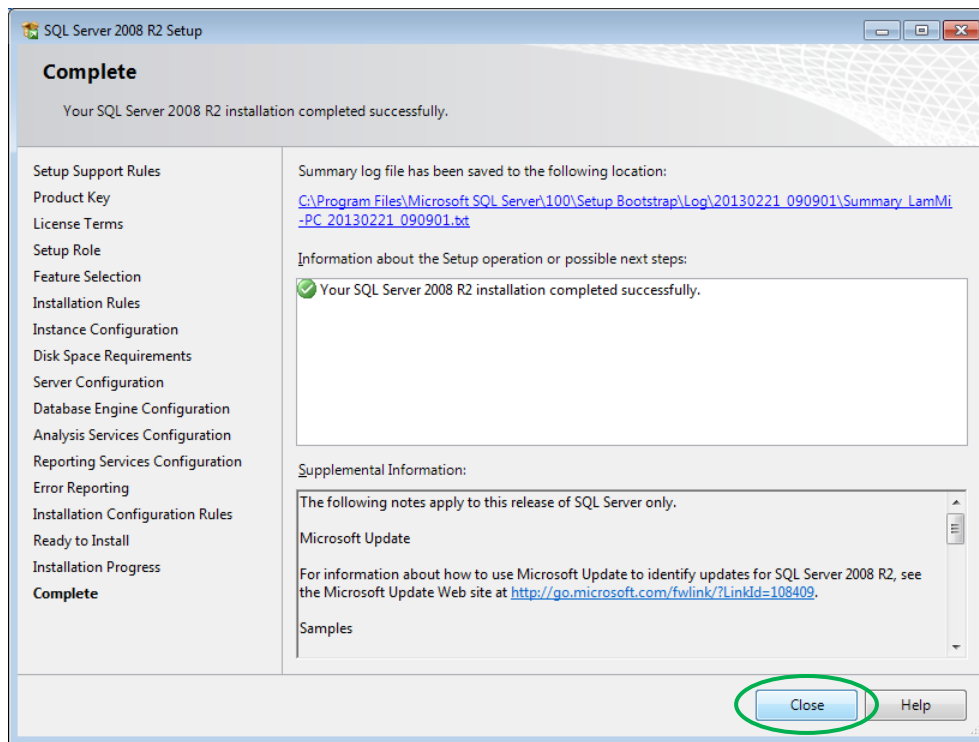 SQL Server 2008 R2 Setup
Complete
Your SQL Server 2008 R2 installation completed successfully.
Setup Support Rules
Product Key
License Terms
Setup Role
Feature Selection
Installation Rules
Instance Configuration
Disk Space Requirements
Server Configuration
Database Engine Configuration
Analysis Services Configuration
Reporting Services Configuration
Error Reporting
Installation Configuration Rules
Ready to Install
Installation Progress
Complete
Summary log file has been saved to the following location:
C:\Program Files\Microsoft SQL Server\100\Setup Bootstrap\Log\20130221_090901\Summary_LamMi
-PC_20130221_090901.txt
Information about the Setup operation or possible next steps:
Your SQL Server 2008 R2 installation completed successfully.
Supplemental Information:
The following notes apply to this release of SQL Server only.
Microsoft Update
For information about how to use Microsoft Update to identify updates for SQL Server 2008 R2, see
the Microsoft Update Web site at http://go.microsoft.com/fwlink/?LinkId=108409.
Samples
Close
Help